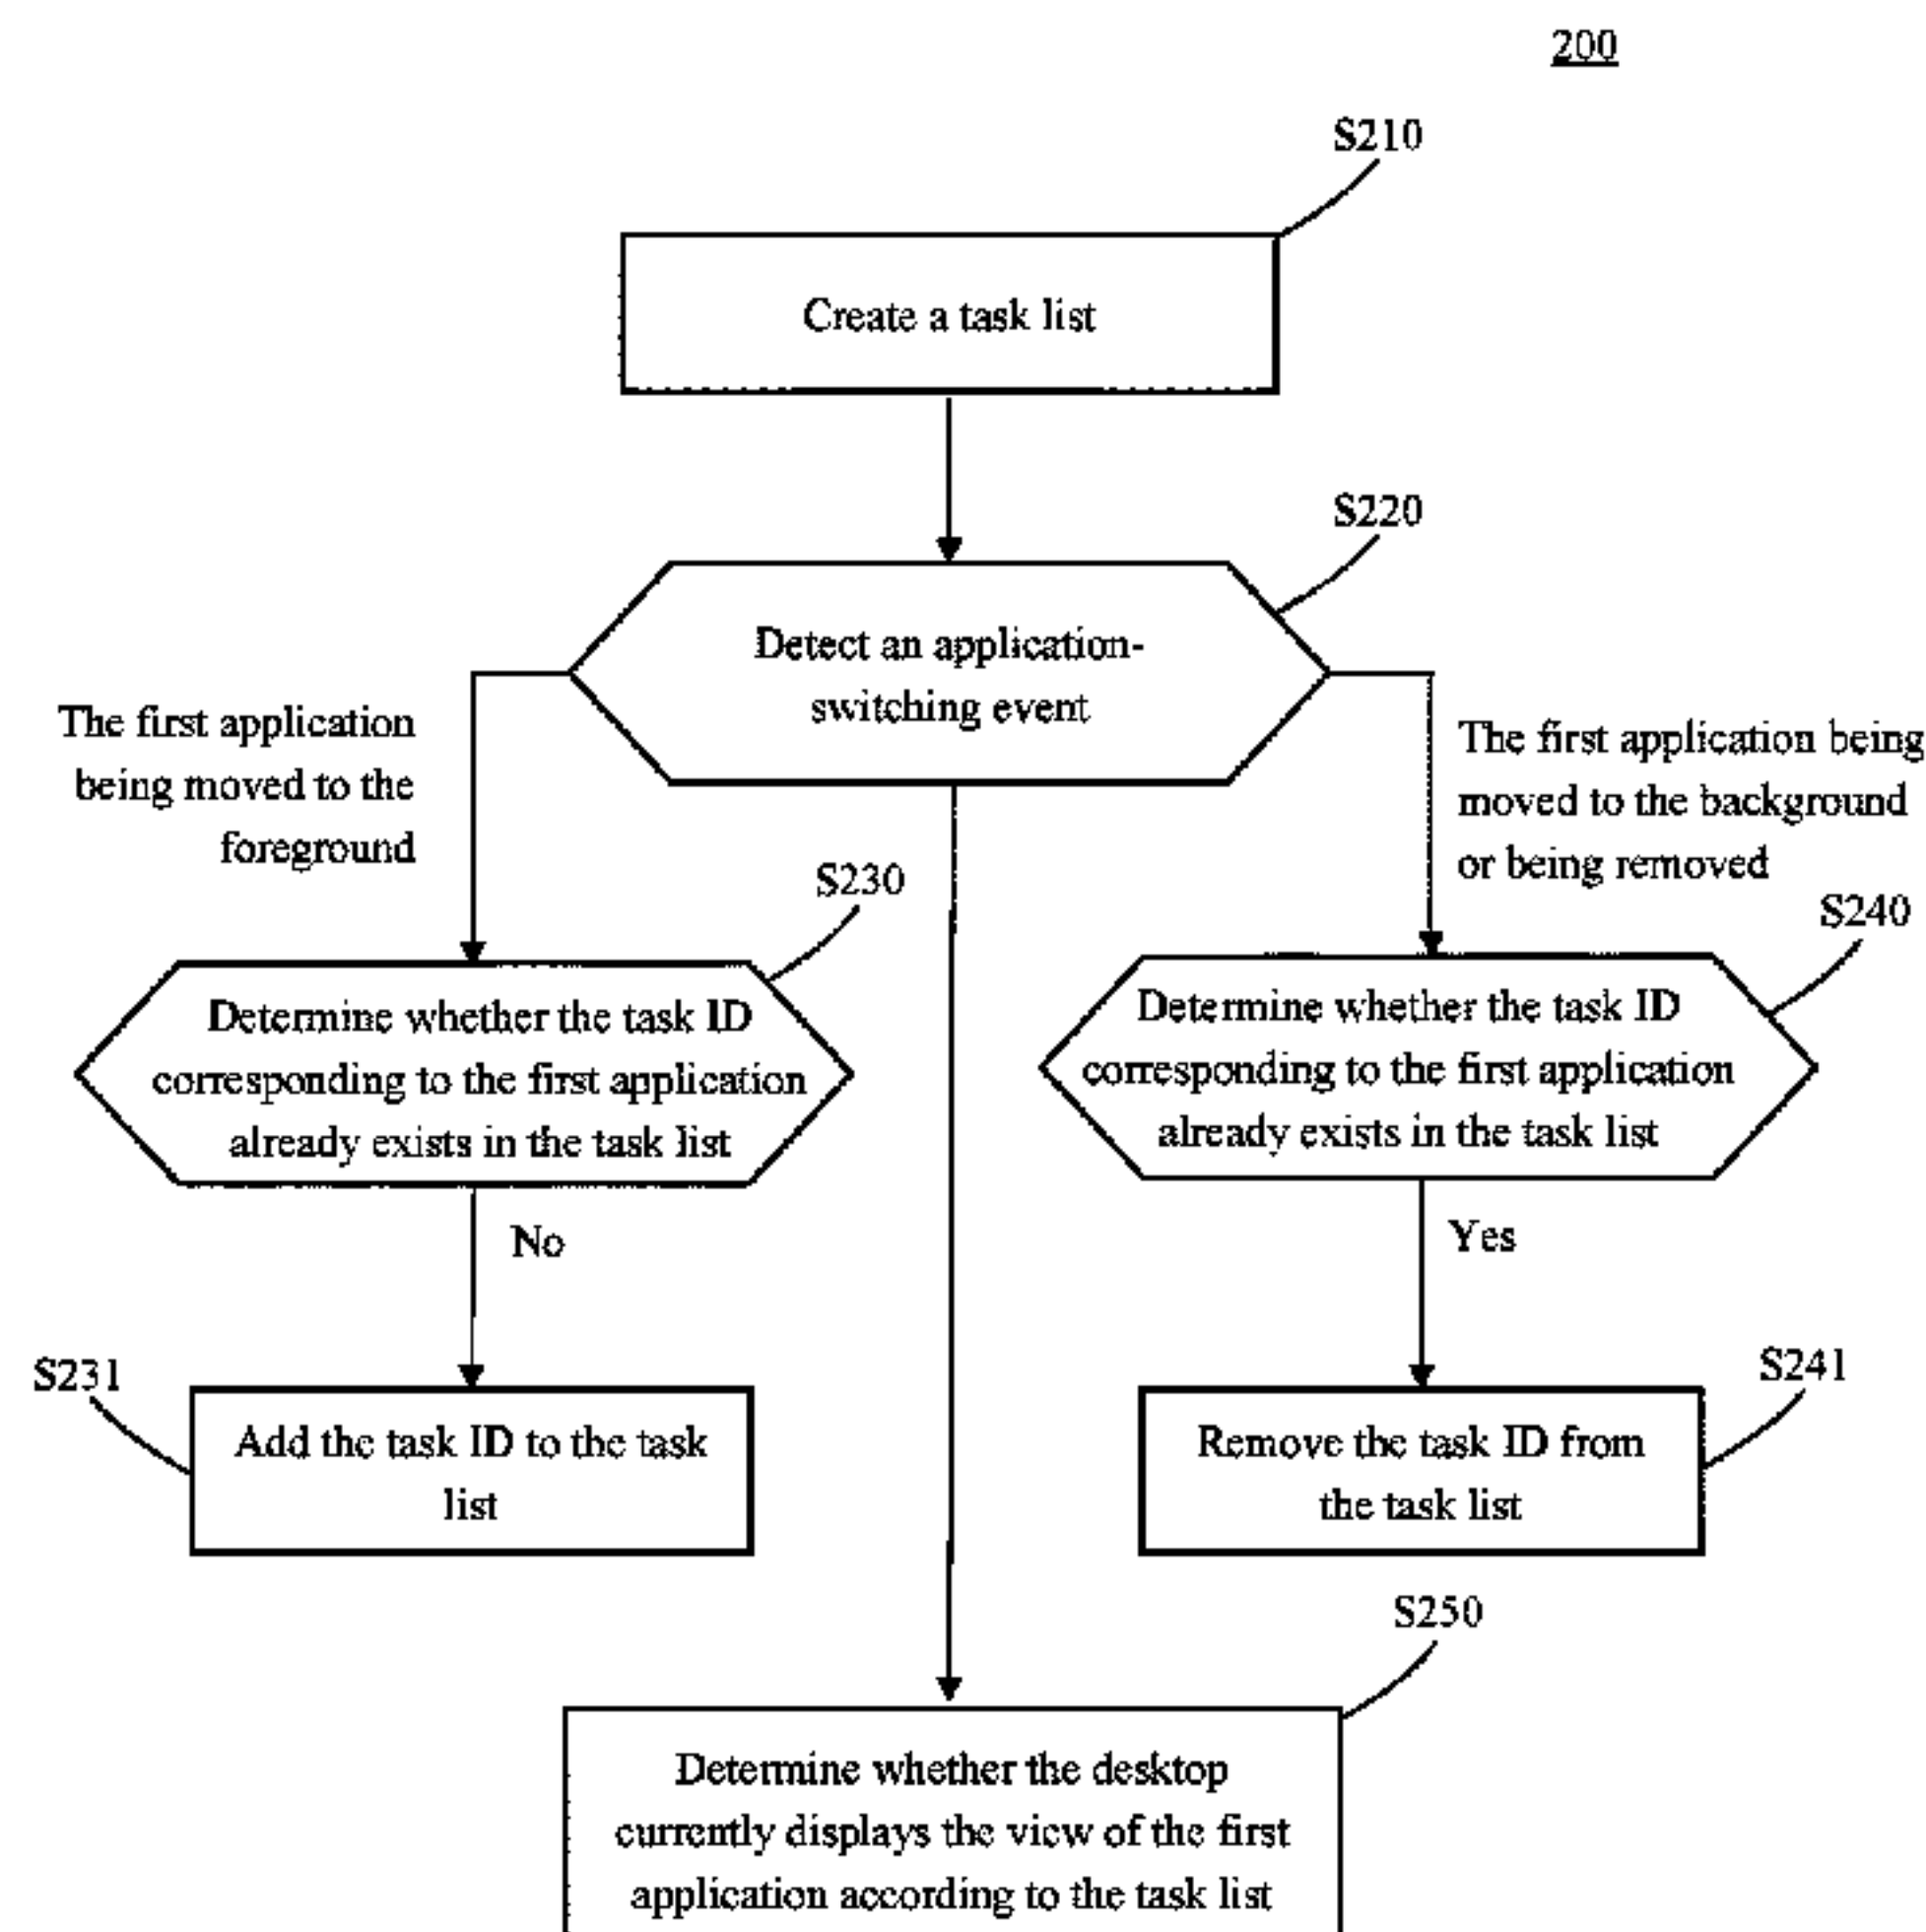 200
S210
Create a task list
S220
Detect an application-
switching event
The first application
being moved to the
foreground
The first application being
moved to the background
or being removed
S230
S240
Determine whether the task ID
corresponding to the first application
already exists in the task list
Determine whether the task ID
corresponding to the first application
already exists in the task list
No
Yes
S231
S241
Add the task ID to the task
list
Remove the task ID from
the task list
S250
Determine whether the desktop
currently displays the view of the first
application according to the task list